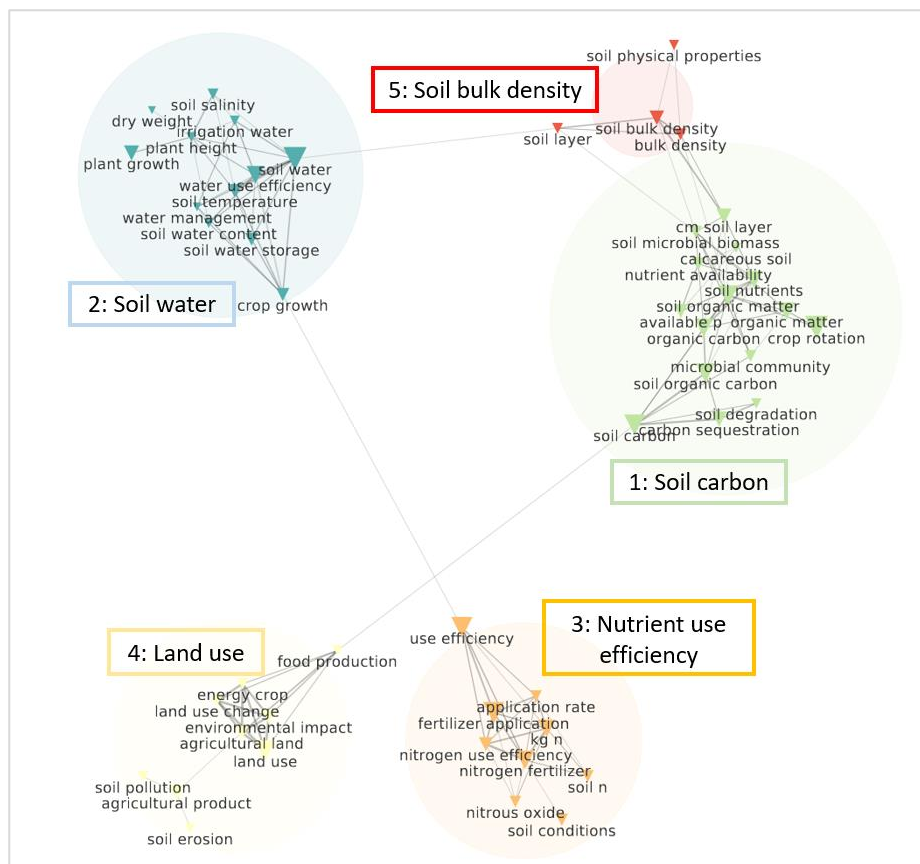 soil physical properties
5: Soil bulk density
soil salinity
dry weight
irrigation water
plant height
plant growth
soil water
water use efficiency
soil temperature
water management
soil water content
soil water storage
2: Soil water
crop growth
soil bulk density
soil layer
bulk density
cm soil layer
soil microbial biomass
calcareous soil
nutrient availability
soil nutrients
soil organic matter
available p
organic matter
organic carbon
crop rotation
microbial community
soil organic carbon
soil degradation
carbon sequestration
soil carbon
1: Soil carbon
4: Land use
food production
energy crop
land use change
environmental impact
agricultural land
land use
soil pollution
agricultural product
soil erosion
3: Nutrient use
efficiency
use efficiency
application rate
fertilizer application
kg n
nitrogen use efficiency
nitrogen fertilizer
soil n
nitrous oxide
soil conditions